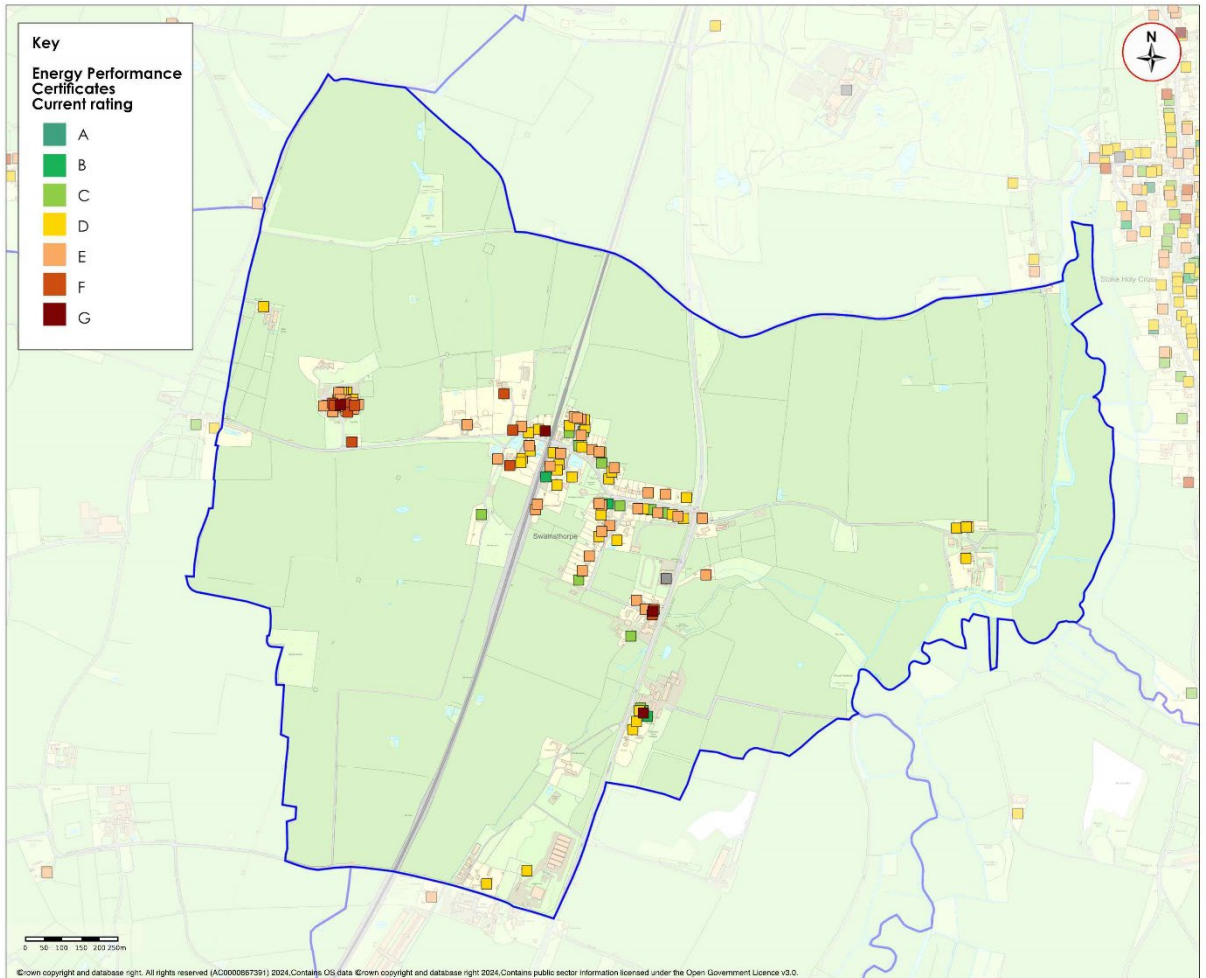 Key
Energy Performance
Certificates
Current rating
A
B
C
D
E
F
G
N
Stoke Holy Cross
Swainsthorpe
0 50 100 150 200 250m
©rown copyright and database right. All rights reserved (AC0000867391) 2024,Contains OS data ©rown copyright and database right 2024,Contains public sector information licensed under the Open Government Licence v3.0.